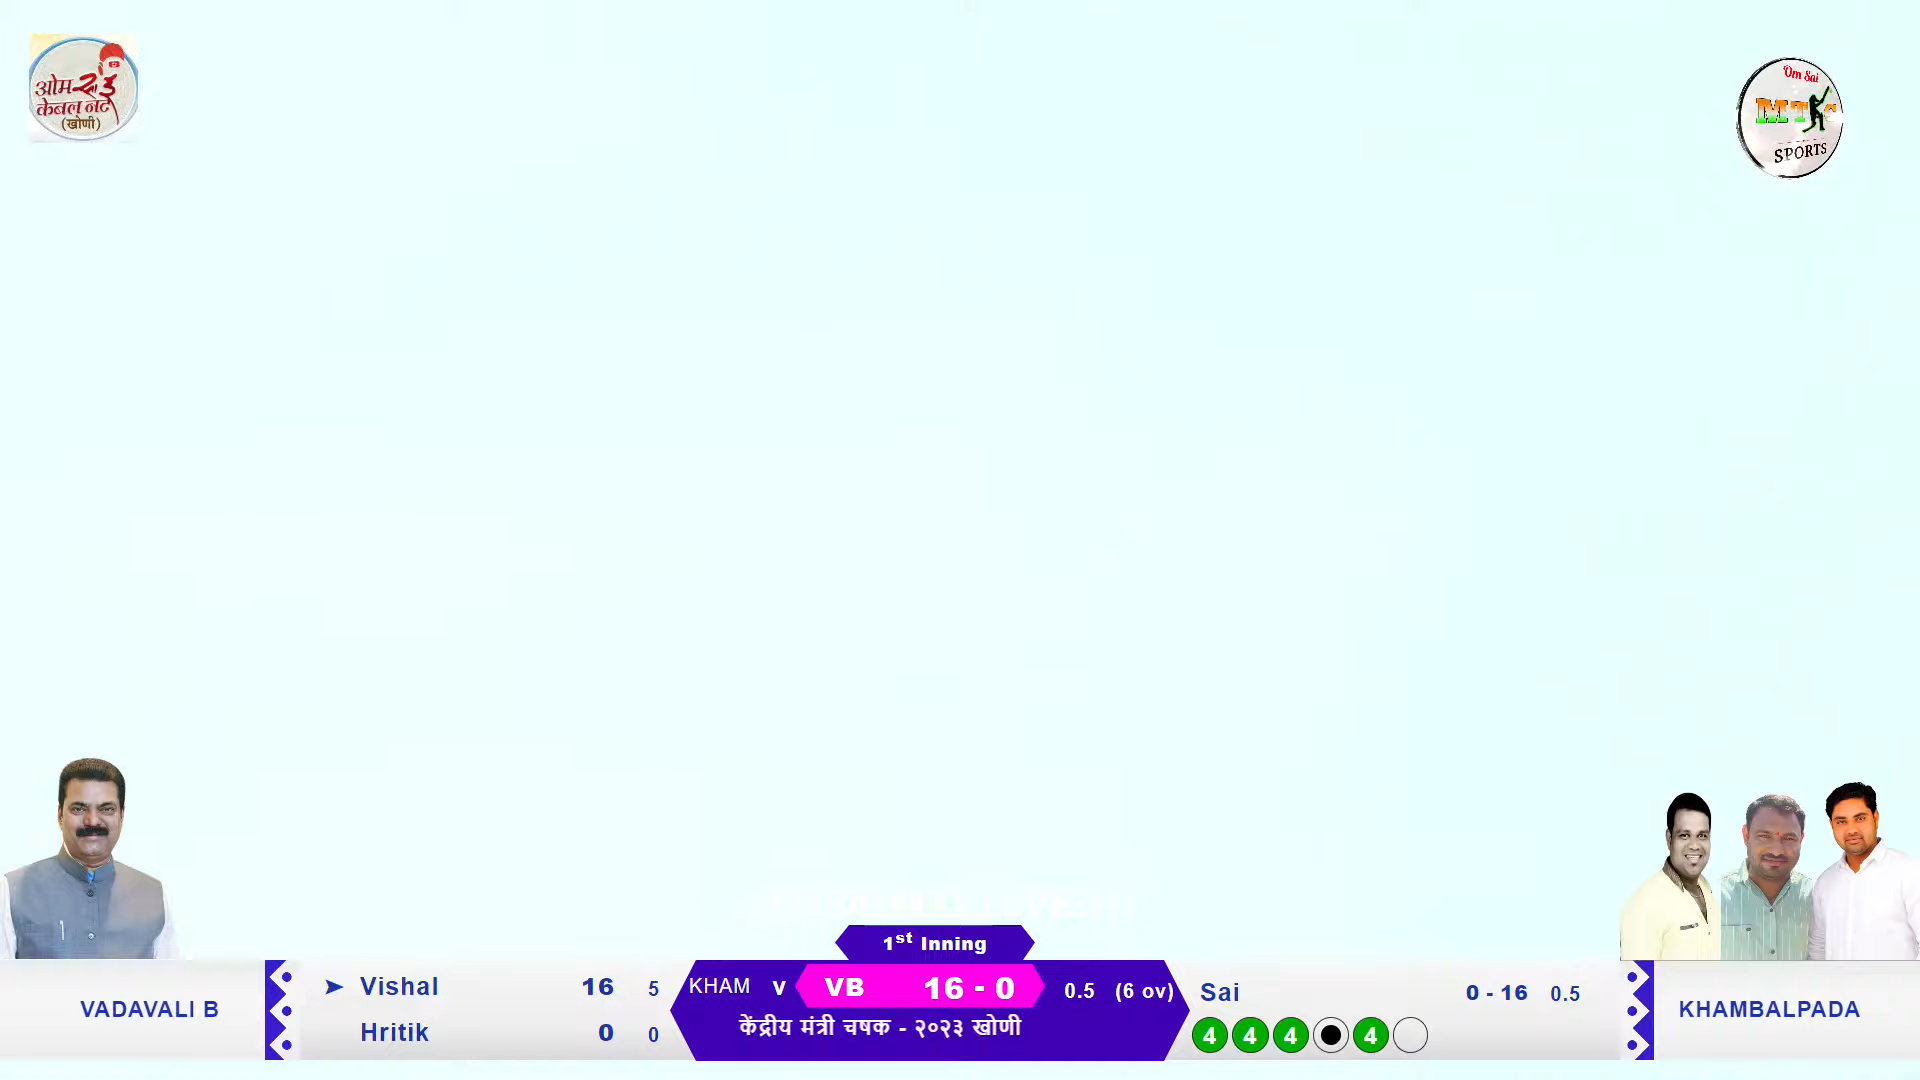 ओम साई
केबल नेट
(खोणी)
Om Sai
SPORTS
1st Inning
VADAVALI B
➤ Vishal 16 5
Hritik 0 0
KHAM v VB 16 - 0 0.5 (6 ov)
केंद्रीय मंत्री चषक - २०२३ खोणी
Sai 0 - 16 0.5
4 4 4 4
KHAMBALPADA